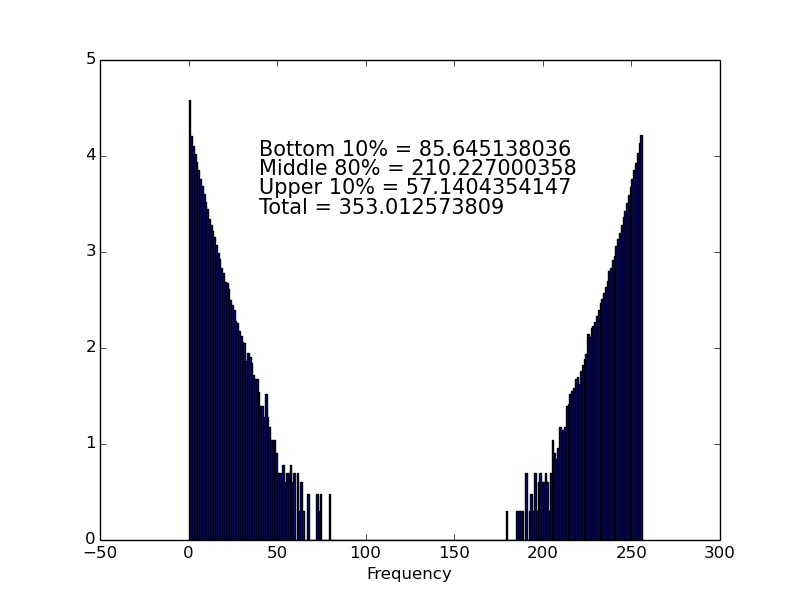 5
4
3
2
1
0
Bottom 10% = 85.645138036
Middle 80% = 210.227000358
Upper 10% = 57.1404354147
Total = 353.012573809
−50 0 50 100 150 200 250 300
Frequency